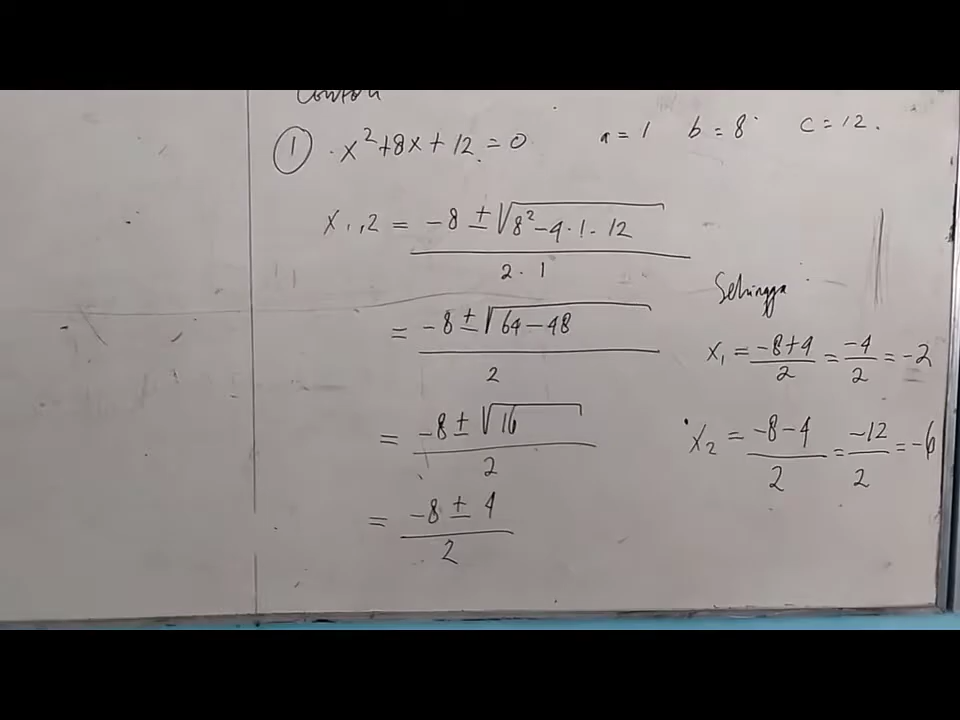 Contoh
① x²+8x+12=0 a=1 b=8 c=12.
x₁,₂ = (-8 ± √(8²-4·1·12)) / (2·1)
= (-8 ± √(64-48)) / 2
= (-8 ± √16) / 2
= (-8 ± 4) / 2
Sehingga
x₁ = (-8+4)/2 = -4/2 = -2
x₂ = (-8-4)/2 = -12/2 = -6